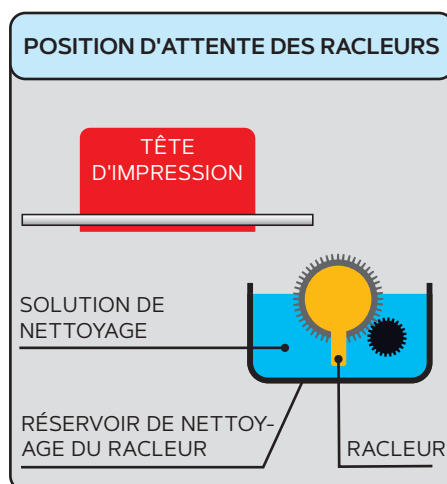 POSITION D'ATTENTE DES RACLEURS
TÊTE
D'IMPRESSION
SOLUTION DE
NETTOYAGE
RÉSERVOIR DE NETTOY-
AGE DU RACLEUR
RACLEUR